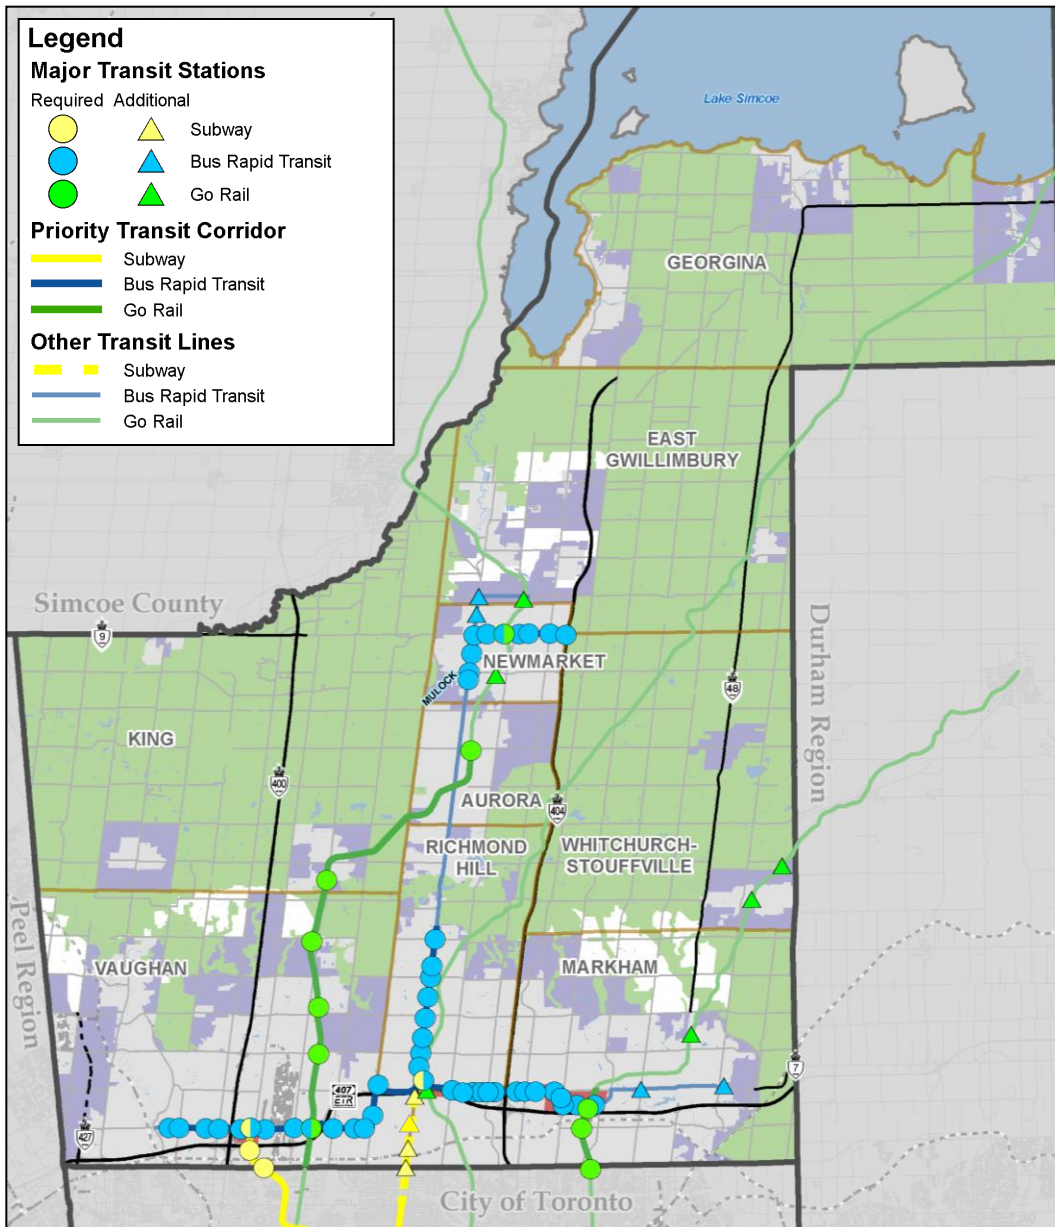 Legend
Major Transit Stations
Required Additional
Subway
Bus Rapid Transit
Go Rail
Priority Transit Corridor
Subway
Bus Rapid Transit
Go Rail
Other Transit Lines
Subway
Bus Rapid Transit
Go Rail
Lake Simcoe
GEORGINA
EAST
GWILLIMBURY
Simcoe County
9
Durham Region
NEWMARKET
MULOCK
48
KING
400
AURORA
404
RICHMOND
HILL
WHITCHURCH-
STOUFFVILLE
Peel Region
VAUGHAN
MARKHAM
7
407
ETR
427
City of Toronto